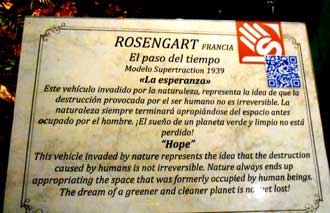 ROSENGART FRANCIA
El paso del tiempo
Modelo Supertraction 1939
«La esperanza»
Este vehículo invadido por la naturaleza, representa la idea de que la
destrucción provocada por el ser humano no es irreversible. La
naturaleza siempre terminará apropiándose del espacio antes
ocupado por el hombre. ¡El sueño de un planeta verde y limpio no está
perdido!
“Hope”
This vehicle invaded by nature represents the idea that the destruction
caused by humans is not irreversible. Nature always ends up
appropriating the space that was formerly occupied by human beings.
The dream of a greener and cleaner planet is not yet lost!